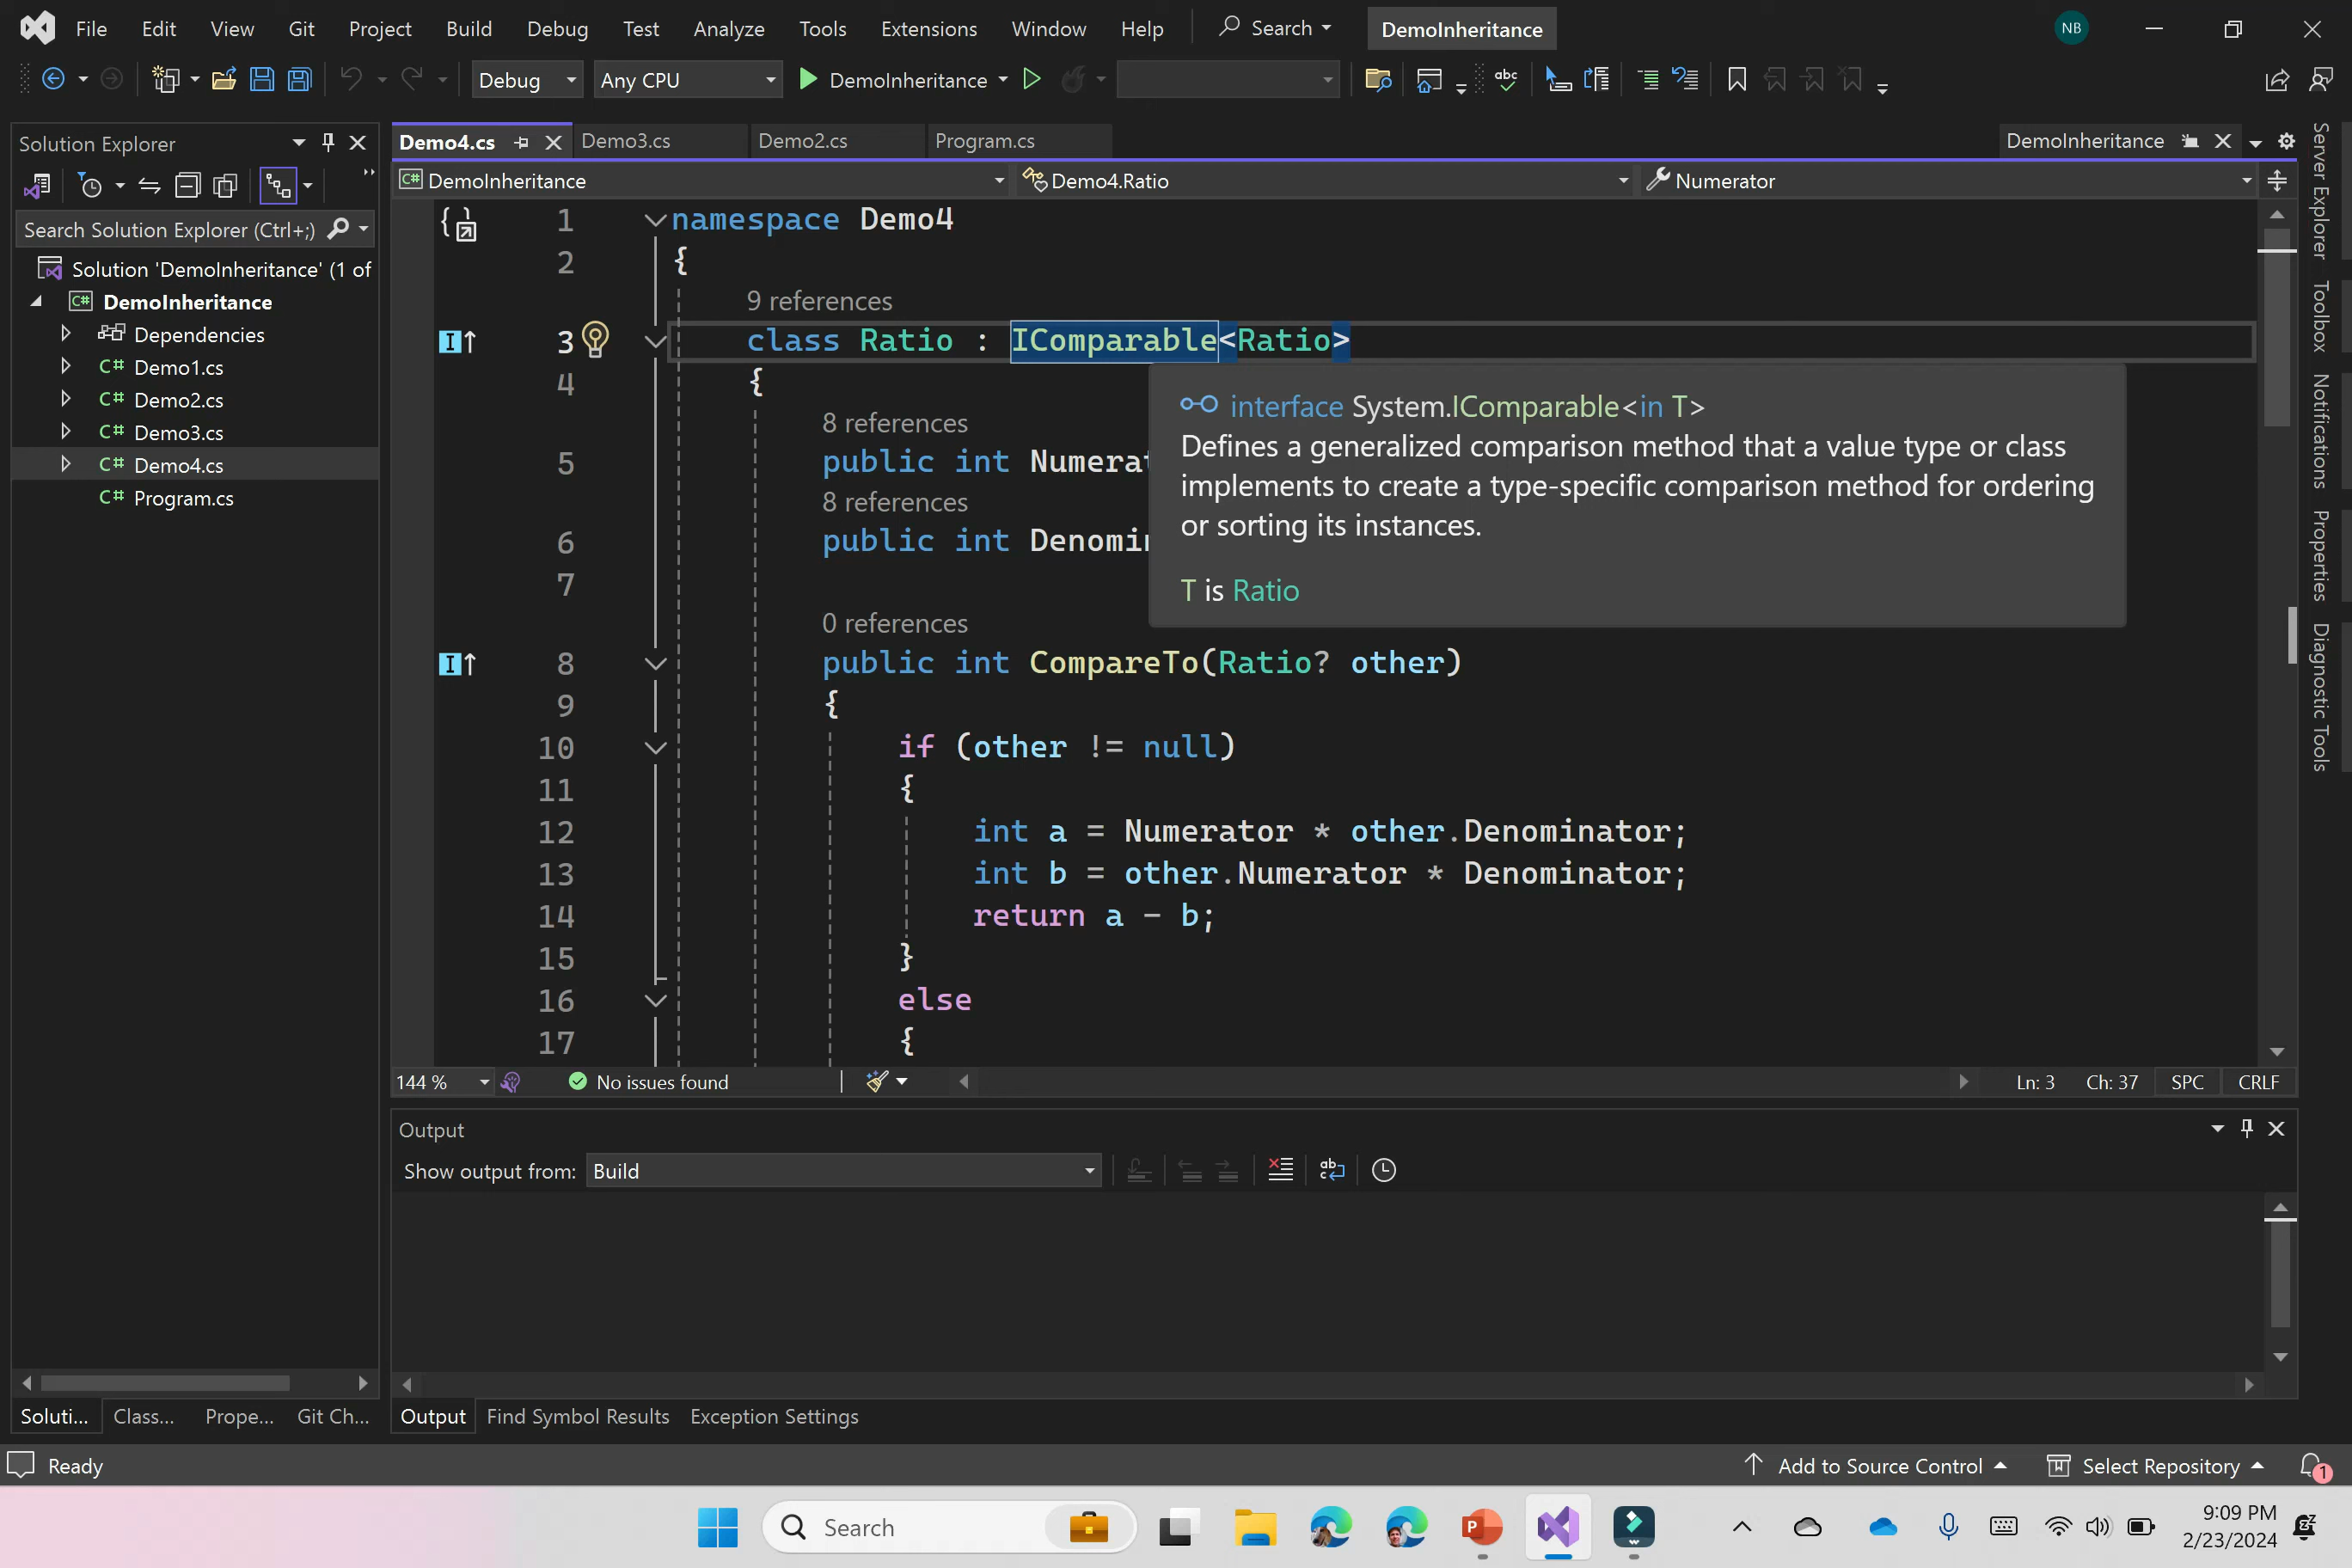 File Edit View Git Project Build Debug Test Tools Analyze Extensions Window Help Search DemoInheritance NB
Debug Any CPU DemoInheritance
Solution Explorer
Search Solution Explorer (Ctrl+;)
Solution 'DemoInheritance' (1 of
DemoInheritance
Dependencies
C# Demo1.cs
C# Demo2.cs
C# Demo3.cs
C# Demo4.cs
C# Program.cs
Soluti... Class... Prope... Git Ch...
Demo4.cs Demo3.cs Demo2.cs Program.cs DemoInheritance
C# DemoInheritance Demo4.Ratio Numerator
1 namespace Demo4
2 {
9 references
3 class Ratio : IComparable<Ratio>
4 {
8 references
5 public int Numerat
8 references
6 public int Denomin
7
interface System.IComparable<in T>
Defines a generalized comparison method that a value type or class
implements to create a type-specific comparison method for ordering
or sorting its instances.
T is Ratio
0 references
8 public int CompareTo(Ratio? other)
9 {
10 if (other != null)
11 {
12 int a = Numerator * other.Denominator;
13 int b = other.Numerator * Denominator;
14 return a - b;
15 }
16 else
17 {
144 % No issues found Ln: 3 Ch: 37 SPC CRLF
Output
Show output from: Build
Output Find Symbol Results Exception Settings
Server Explorer
Toolbox
Notifications
Properties
Diagnostic Tools
Ready Add to Source Control Select Repository 1
Search
9:09 PM
2/23/2024